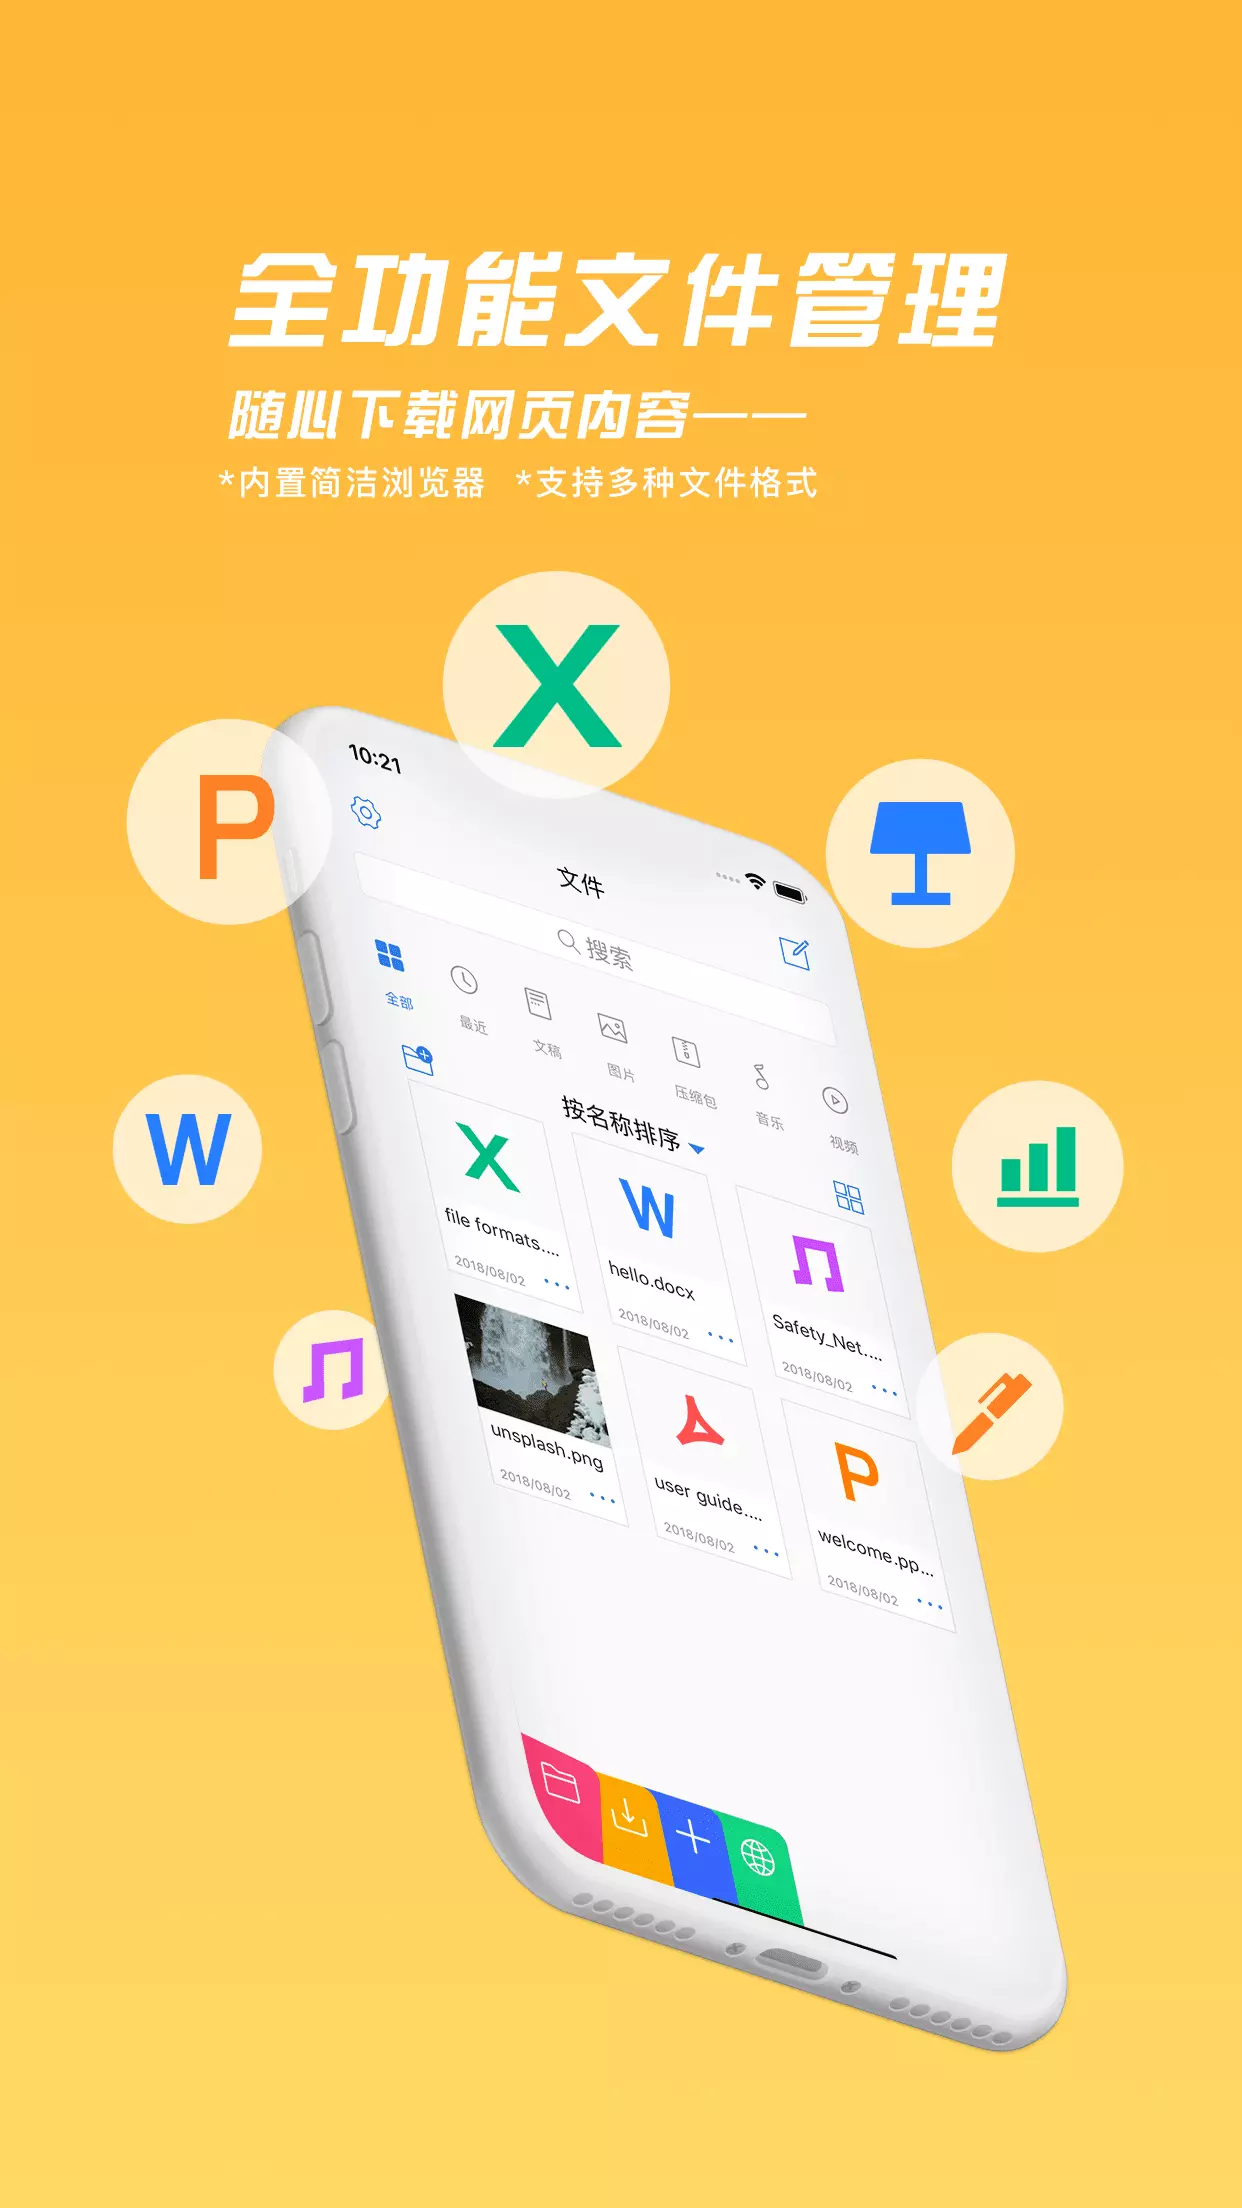 全功能文件管理
随心下载网页内容——
*内置简洁浏览器 *支持多种文件格式
X
P
W
10:21
文件
搜索
全部
最近
文稿
图片
压缩包
音乐
视频
按名称排序
file formats....
2018/08/02
hello.docx
2018/08/02
Safety_Net....
2018/08/02
unsplash.png
2018/08/02
user guide....
2018/08/02
P
welcome.pp...
2018/08/02